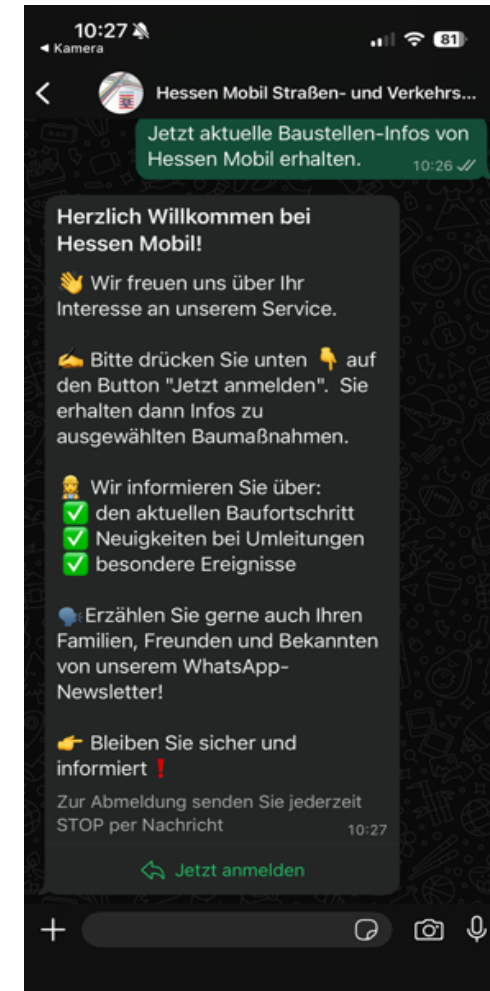 10:27
81
◀ Kamera
Hessen Mobil Straßen- und Verkehrs...
Jetzt aktuelle Baustellen-Infos von
Hessen Mobil erhalten.
10:26
Herzlich Willkommen bei
Hessen Mobil!
👋 Wir freuen uns über Ihr
Interesse an unserem Service.
✍️ Bitte drücken Sie unten 👇 auf
den Button "Jetzt anmelden". Sie
erhalten dann Infos zu
ausgewählten Baumaßnahmen.
👷‍♀️ Wir informieren Sie über:
✅ den aktuellen Baufortschritt
✅ Neuigkeiten bei Umleitungen
✅ besondere Ereignisse
🗣️Erzählen Sie gerne auch Ihren
Familien, Freunden und Bekannten
von unserem WhatsApp-
Newsletter!
👉 Bleiben Sie sicher und
informiert❗
Zur Abmeldung senden Sie jederzeit
STOP per Nachricht
10:27
Jetzt anmelden